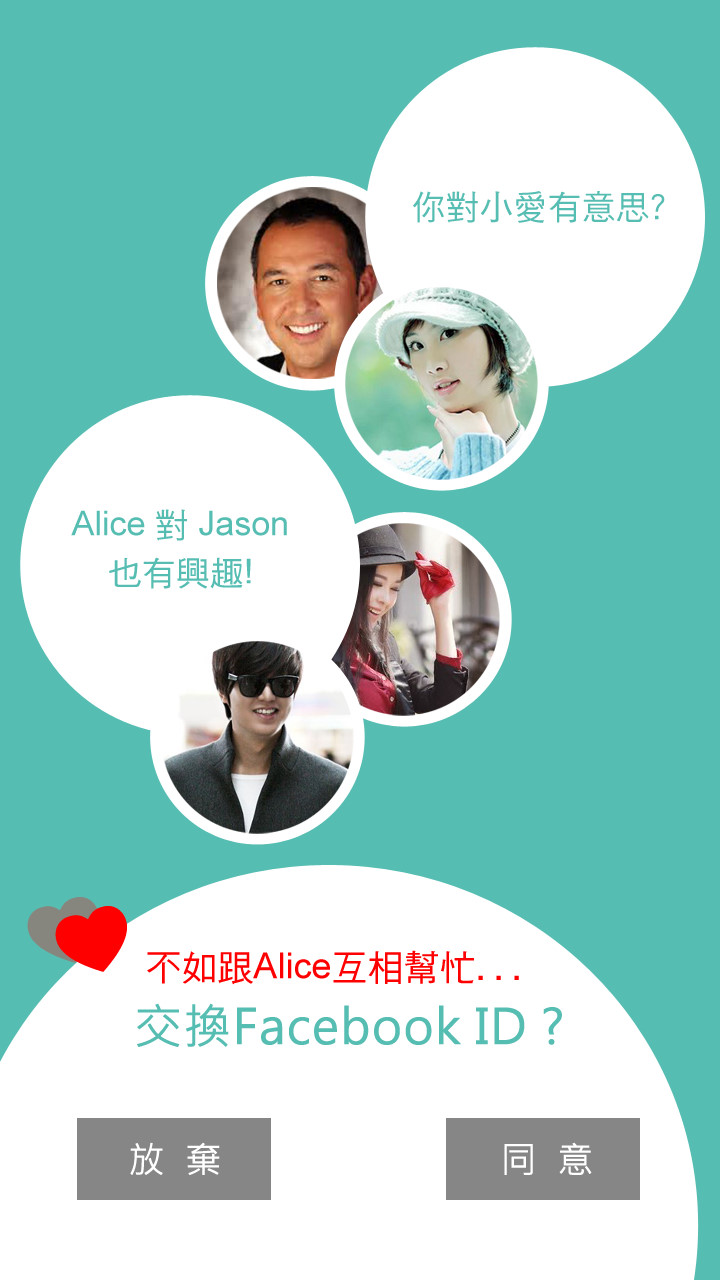 你對小愛有意思?
Alice 對 Jason
也有興趣!
不如跟Alice互相幫忙...
交換Facebook ID ?
放棄
同意